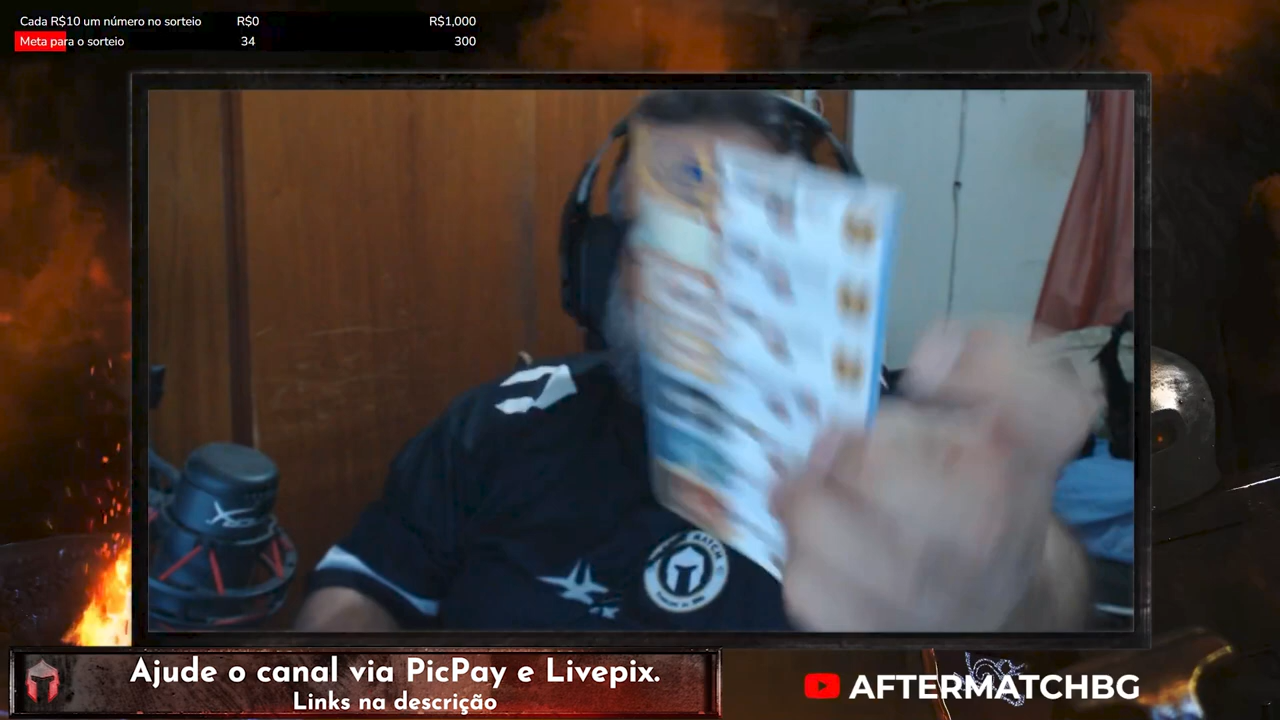 Cada R$10 um número no sorteio R$0 R$1,000
Meta para o sorteio 34 300
MATCH
Ajude o canal via PicPay e Livepix.
Links na descrição
AFTERMATCHBG